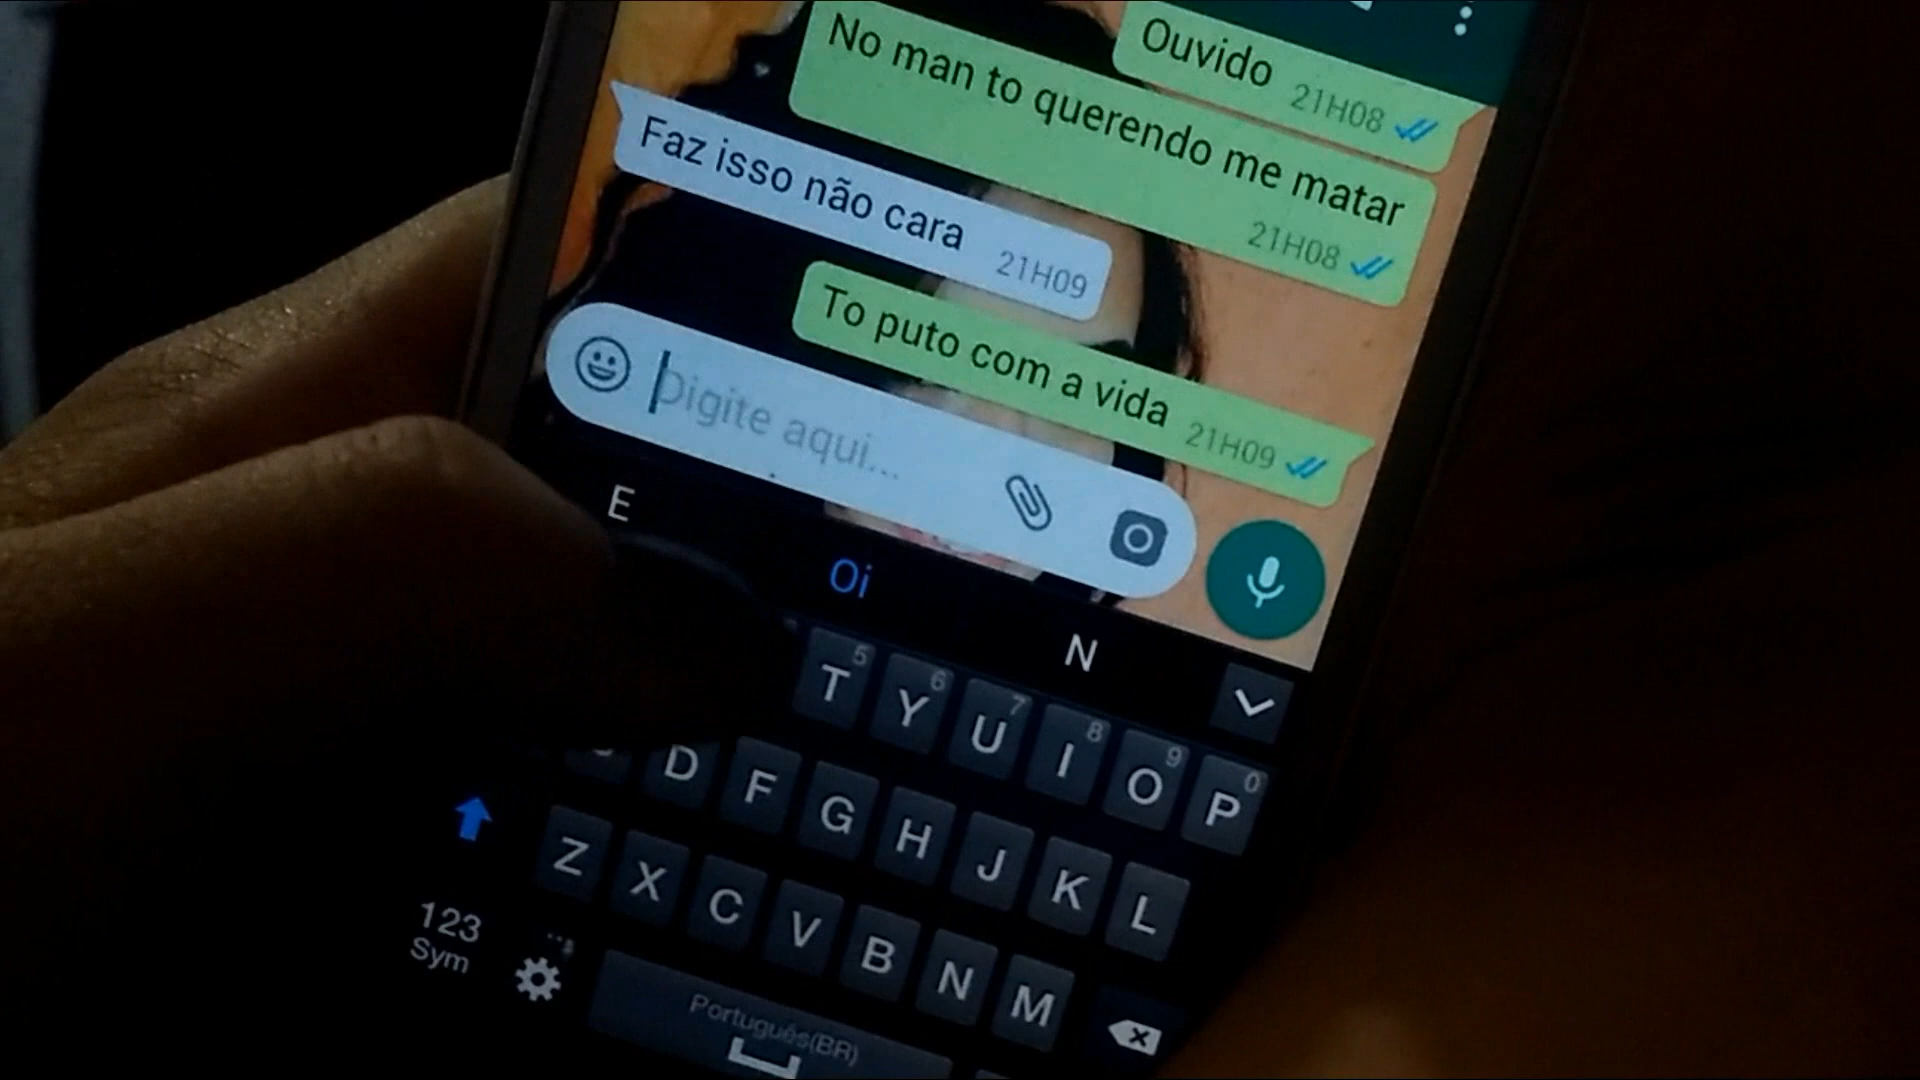 Ouvido 21H08
No man to querendo me matar
21H08
Faz isso não cara 21H09
To puto com a vida 21H09
Digite aqui...
E Oi N
T 5 Y 6 U 7 I 8 O 9 P 0
D F G H J K L
Z X C V B N M
123
Sym
Português(BR)